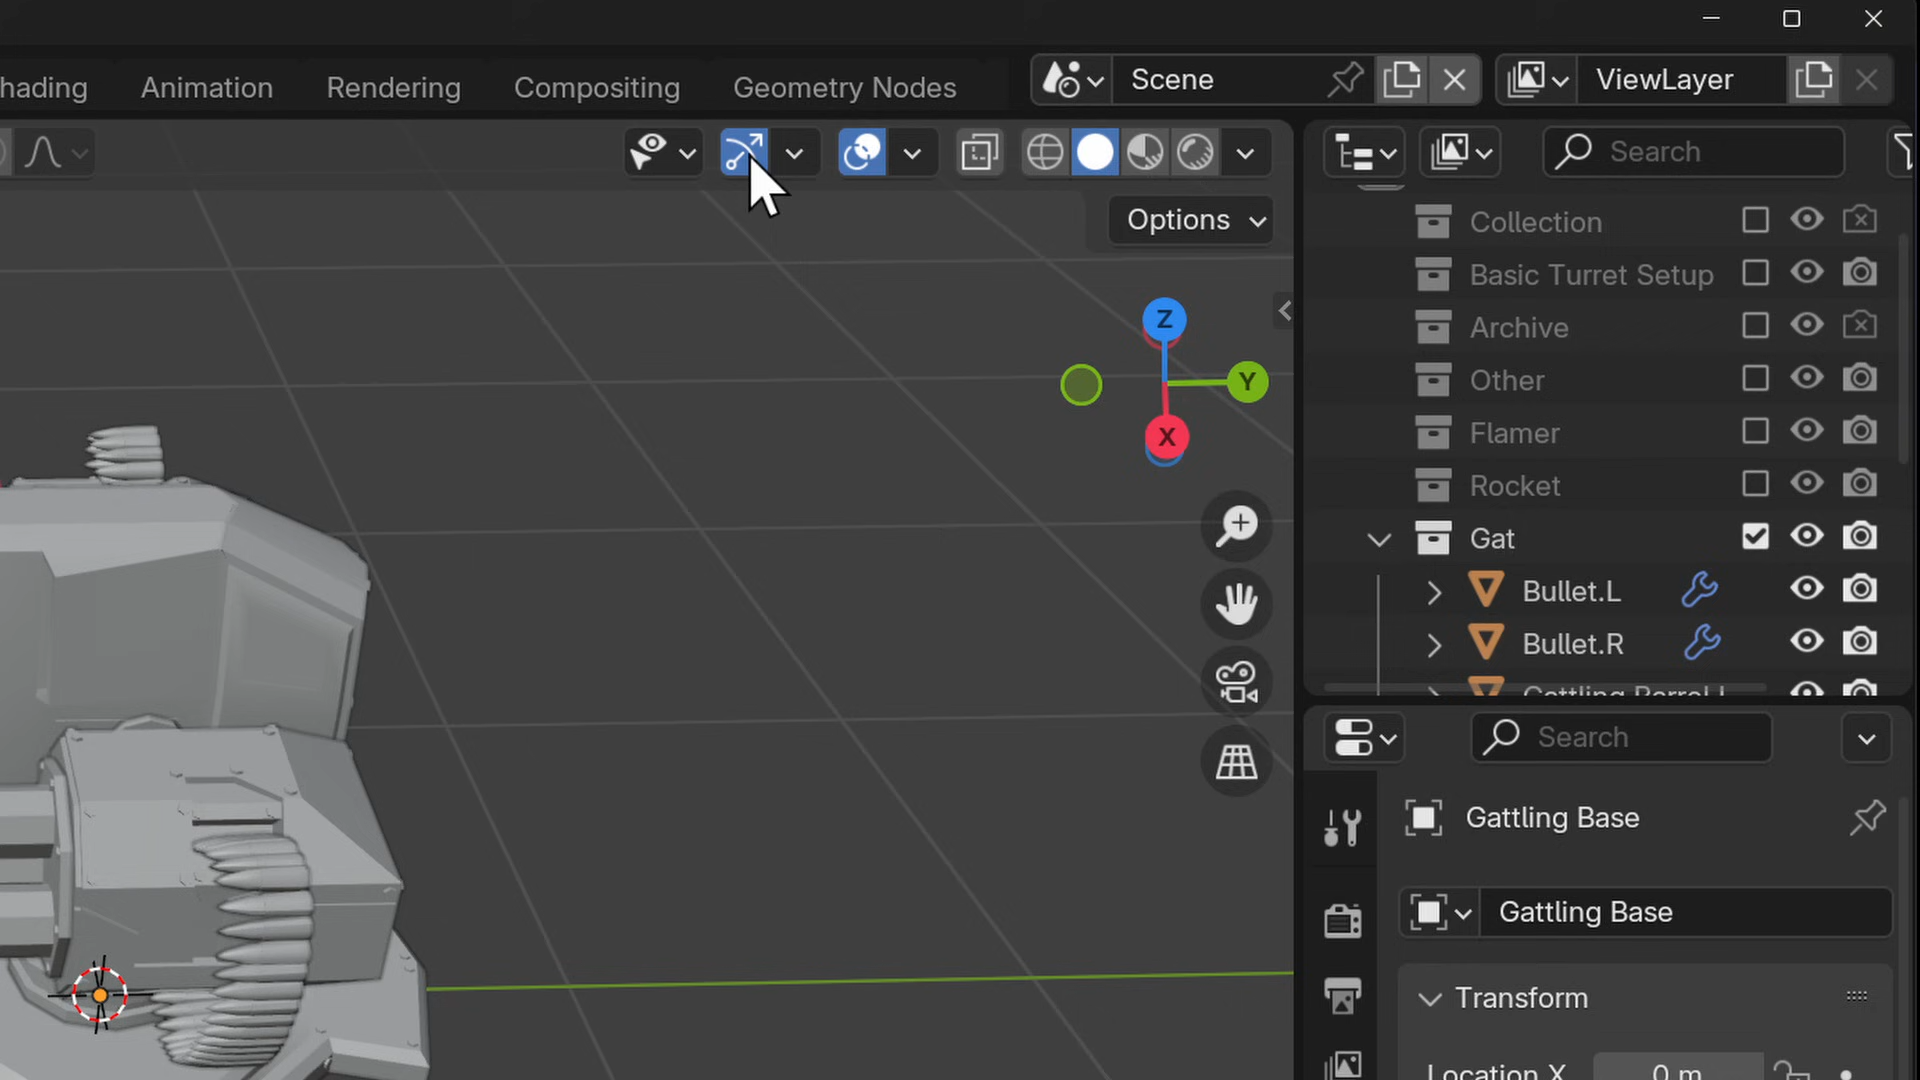 hading Animation Rendering Compositing Geometry Nodes Scene ViewLayer
Search
Options
Collection
Basic Turret Setup
Archive
Other
Flamer
Rocket
Gat
Bullet.L
Bullet.R
Z
Y
X
Search
Gattling Base
Gattling Base
Transform
Location X 0 m